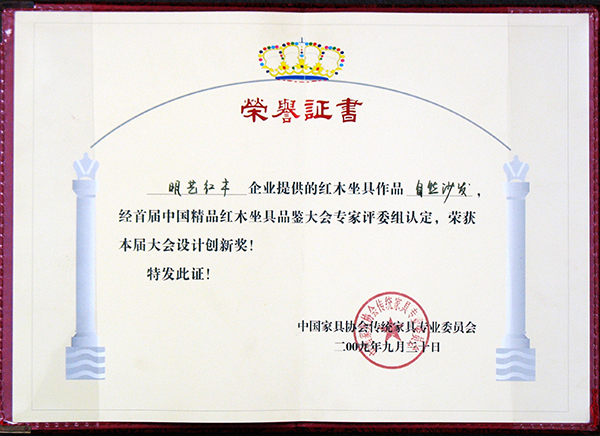 榮譽証書
明艺红木 企业提供的红木坐具作品 自然沙发,
经首届中国精品红木坐具品鉴大会专家评委组认定,荣获
本届大会设计创新奖!
特发此证!
中国家具协会传统家具专业委员会
二00九年九月二十日